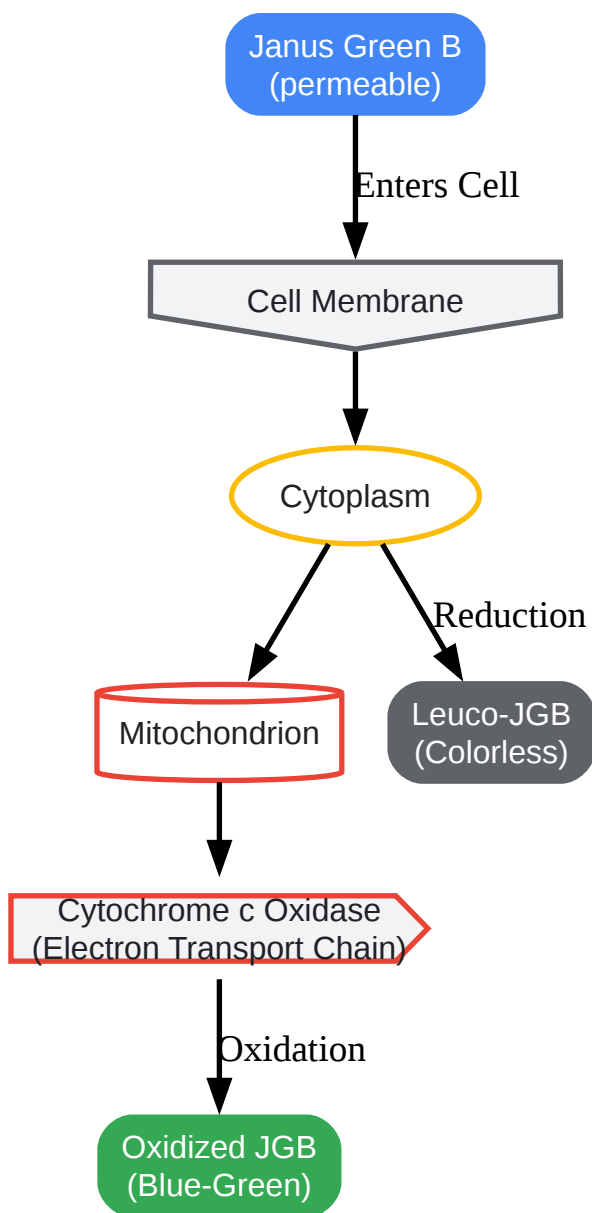 Janus Green B
(permeable)
Enters Cell
Cell Membrane
Cytoplasm
Reduction
Mitochondrion
Leuco-JGB
(Colorless)
Cytochrome c Oxidase
(Electron Transport Chain)
Oxidation
Oxidized JGB
(Blue-Green)